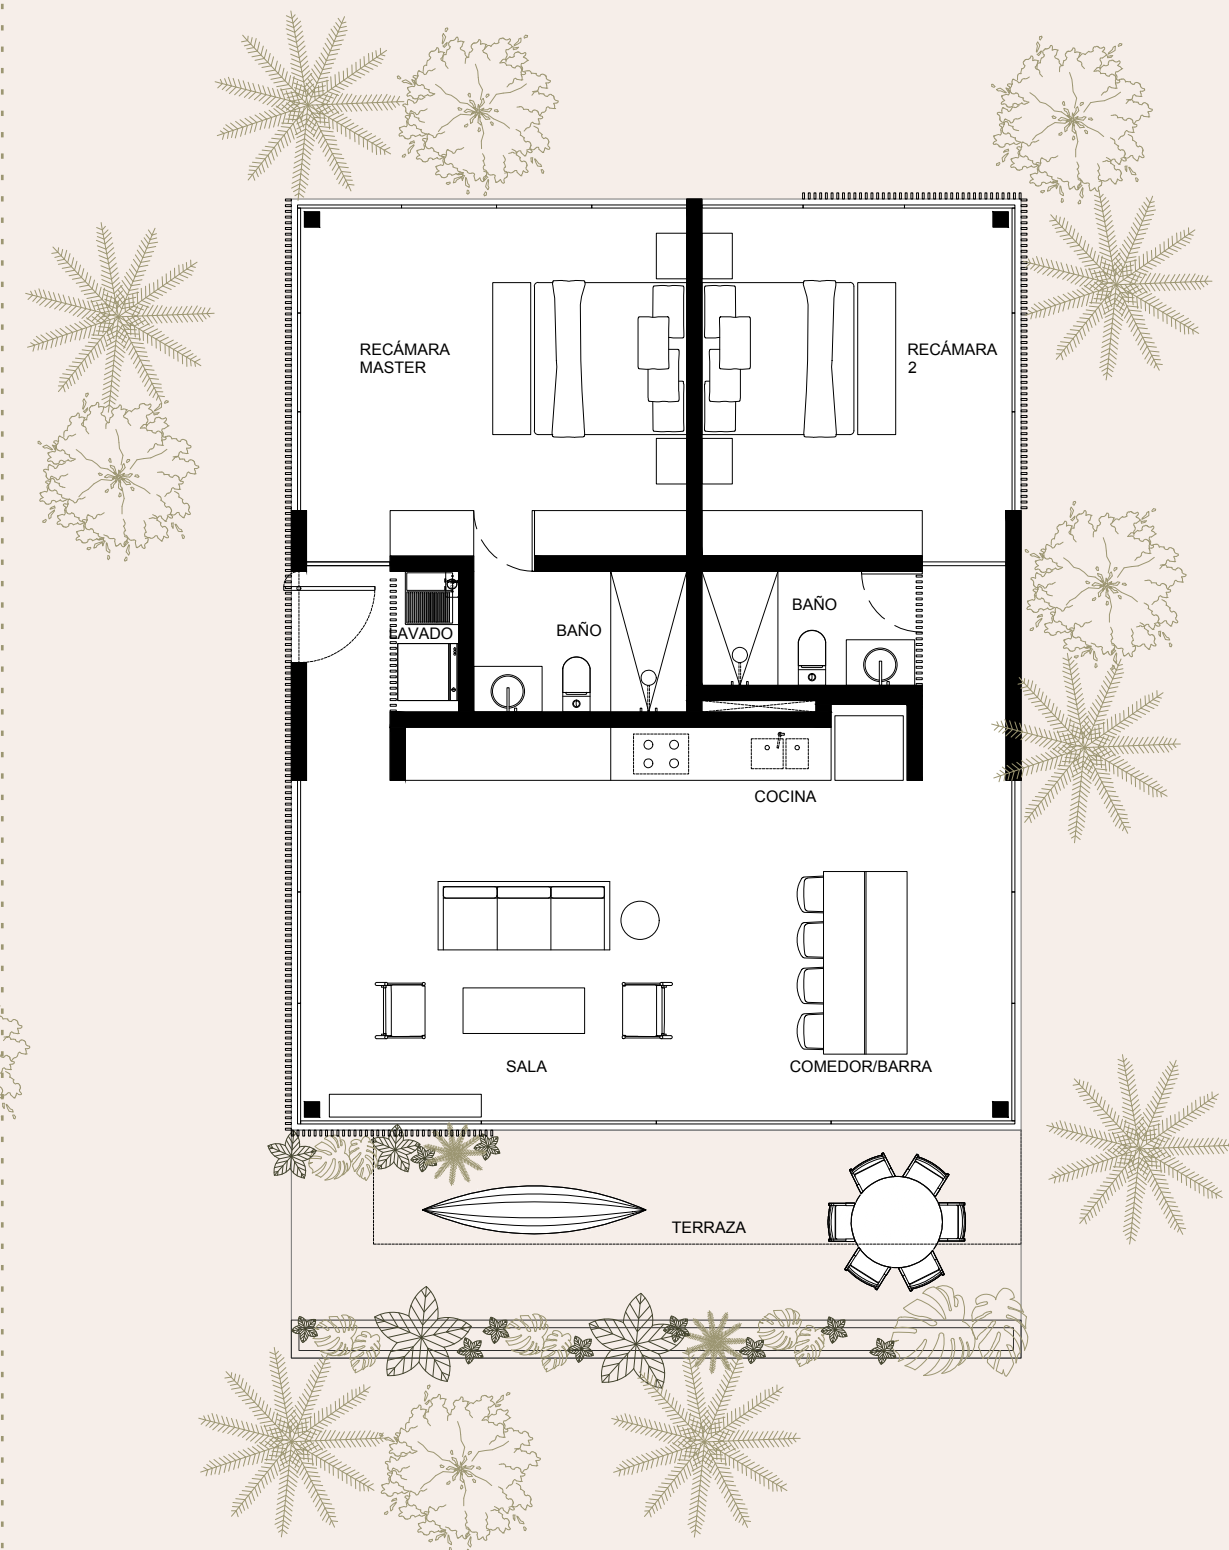 RECÁMARA
MASTER
RECÁMARA
2
LAVADO
BAÑO
BAÑO
COCINA
SALA
COMEDOR/BARRA
TERRAZA